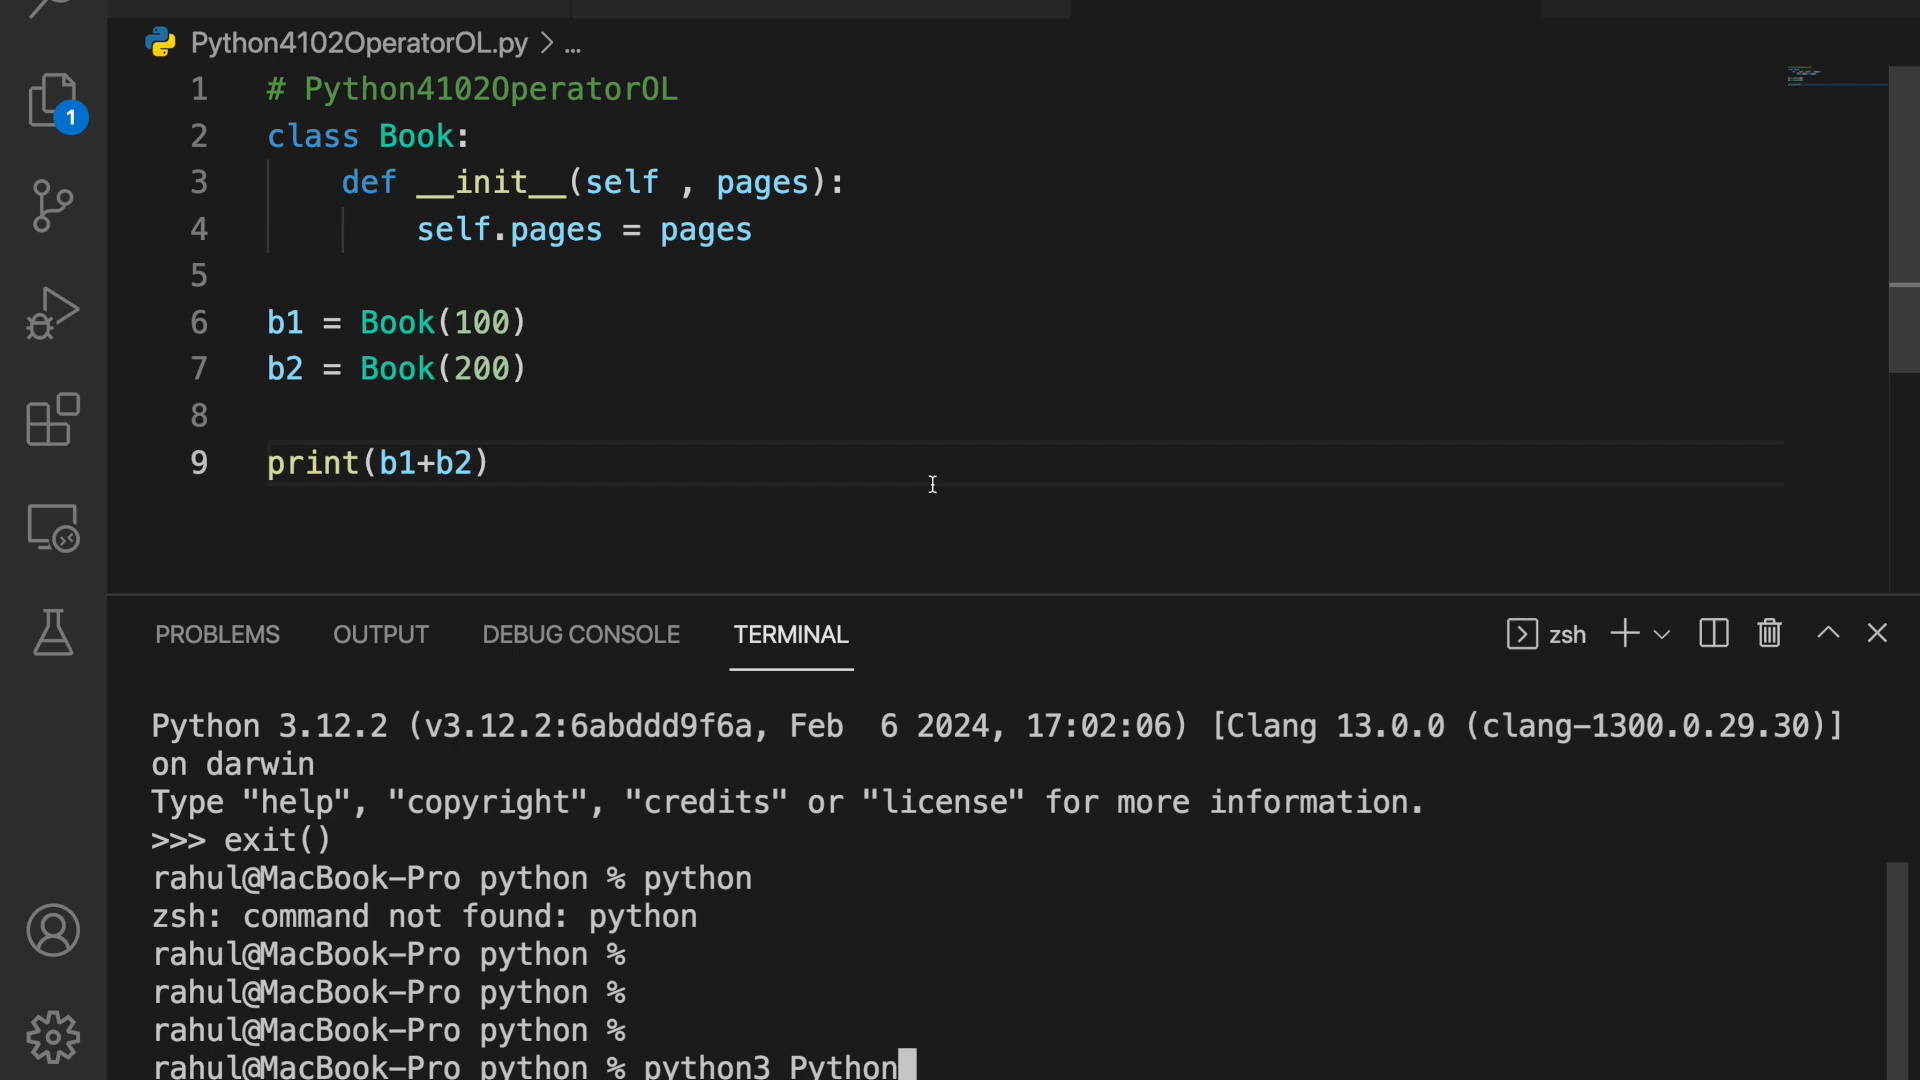 Python4102OperatorOL.py > ...
1 # Python4102OperatorOL
2 class Book:
3 def __init__(self , pages):
4 self.pages = pages
5
6 b1 = Book(100)
7 b2 = Book(200)
8
9 print(b1+b2)
1
PROBLEMS OUTPUT DEBUG CONSOLE TERMINAL zsh
Python 3.12.2 (v3.12.2:6abddd9f6a, Feb  6 2024, 17:02:06) [Clang 13.0.0 (clang-1300.0.29.30)]
on darwin
Type "help", "copyright", "credits" or "license" for more information.
>>> exit()
rahul@MacBook-Pro python % python
zsh: command not found: python
rahul@MacBook-Pro python %
rahul@MacBook-Pro python %
rahul@MacBook-Pro python %
rahul@MacBook-Pro python % python3 Python